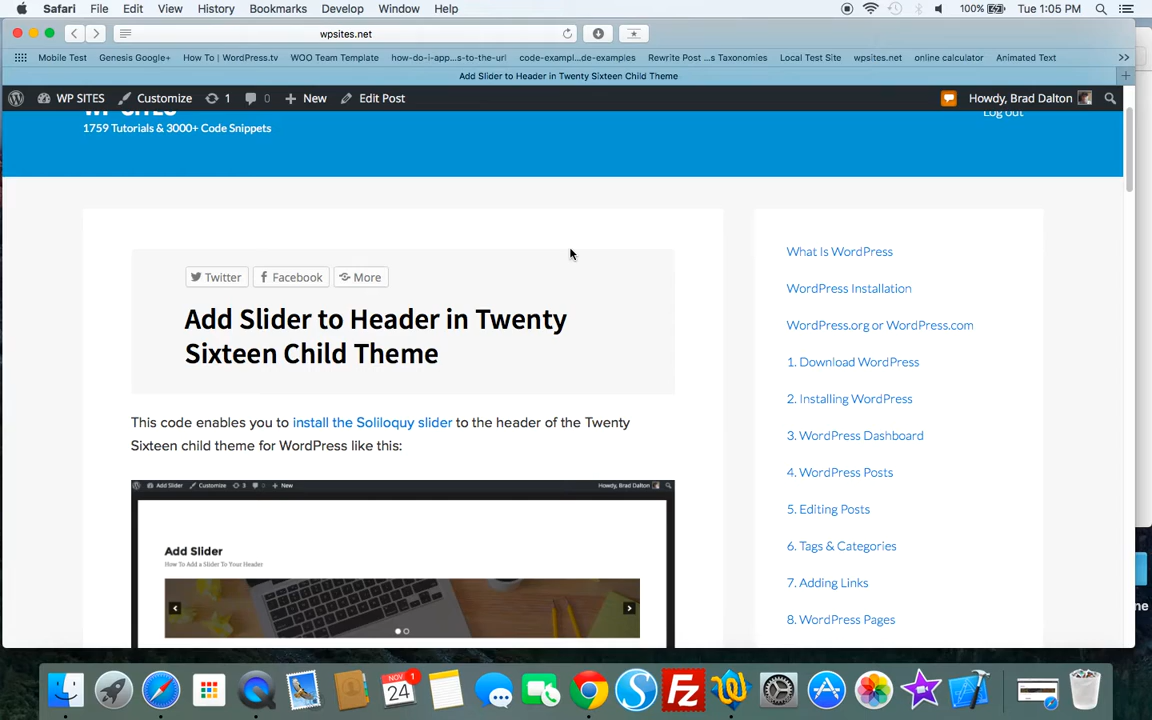 Safari File Edit View History Bookmarks Develop Window Help 100% Tue 1:05 PM
wpsites.net
Mobile Test Genesis Google+ How To | WordPress.tv WOO Team Template how-do-i-app...s-to-the-url code-exampl...de-examples Rewrite Post ...s Taxonomies Local Test Site wpsites.net online calculator Animated Text
Add Slider to Header in Twenty Sixteen Child Theme
WP SITES Customize 1 0 New Edit Post Howdy, Brad Dalton
WP SITES Log out
1759 Tutorials & 3000+ Code Snippets
Twitter Facebook More
Add Slider to Header in Twenty
Sixteen Child Theme
This code enables you to install the Soliloquy slider to the header of the Twenty
Sixteen child theme for WordPress like this:
Add Slider Customize 3 0 New Howdy, Brad Dalton
Add Slider
How To Add a Slider To Your Header
What Is WordPress
WordPress Installation
WordPress.org or WordPress.com
1. Download WordPress
2. Installing WordPress
3. WordPress Dashboard
4. WordPress Posts
5. Editing Posts
6. Tags & Categories
7. Adding Links
8. WordPress Pages
ne
NOV 1
24